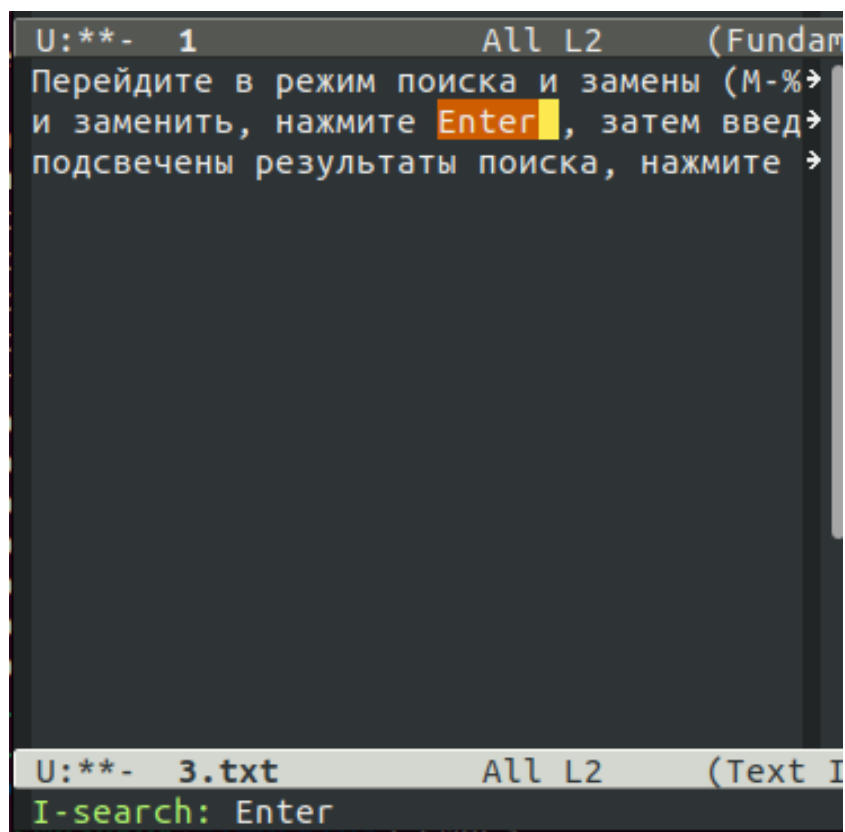 U:**-  1                All L2     (Fundam
Перейдите в режим поиска и замены (M-%
и заменить, нажмите Enter , затем введ
подсвечены результаты поиска, нажмите
U:**-  3.txt            All L2     (Text I
I-search: Enter